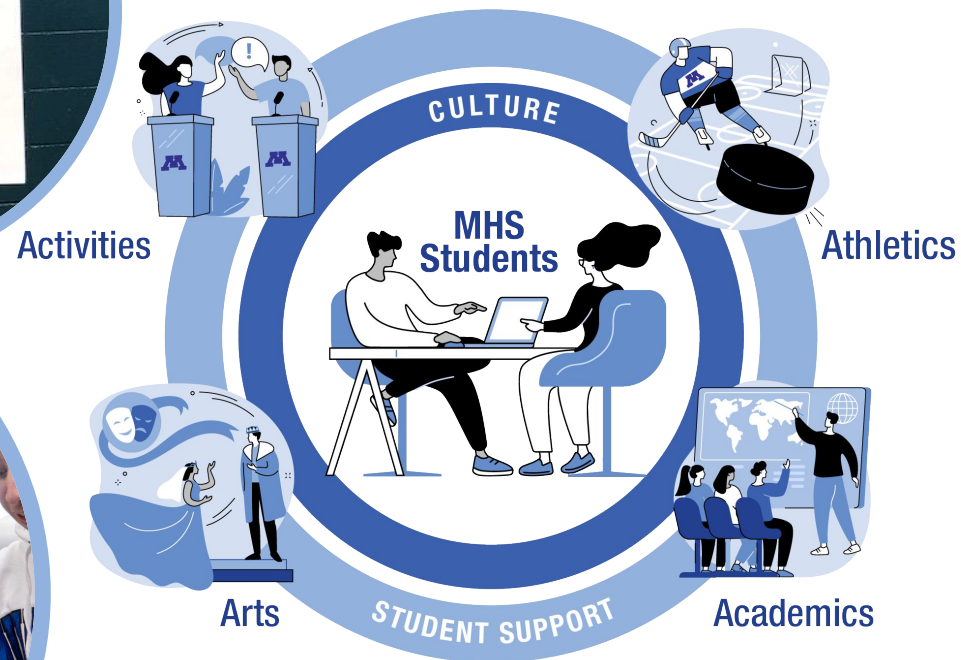 CULTURE
!
M
M
M
Activities
MHS
Students
Athletics
Arts
STUDENT SUPPORT
Academics